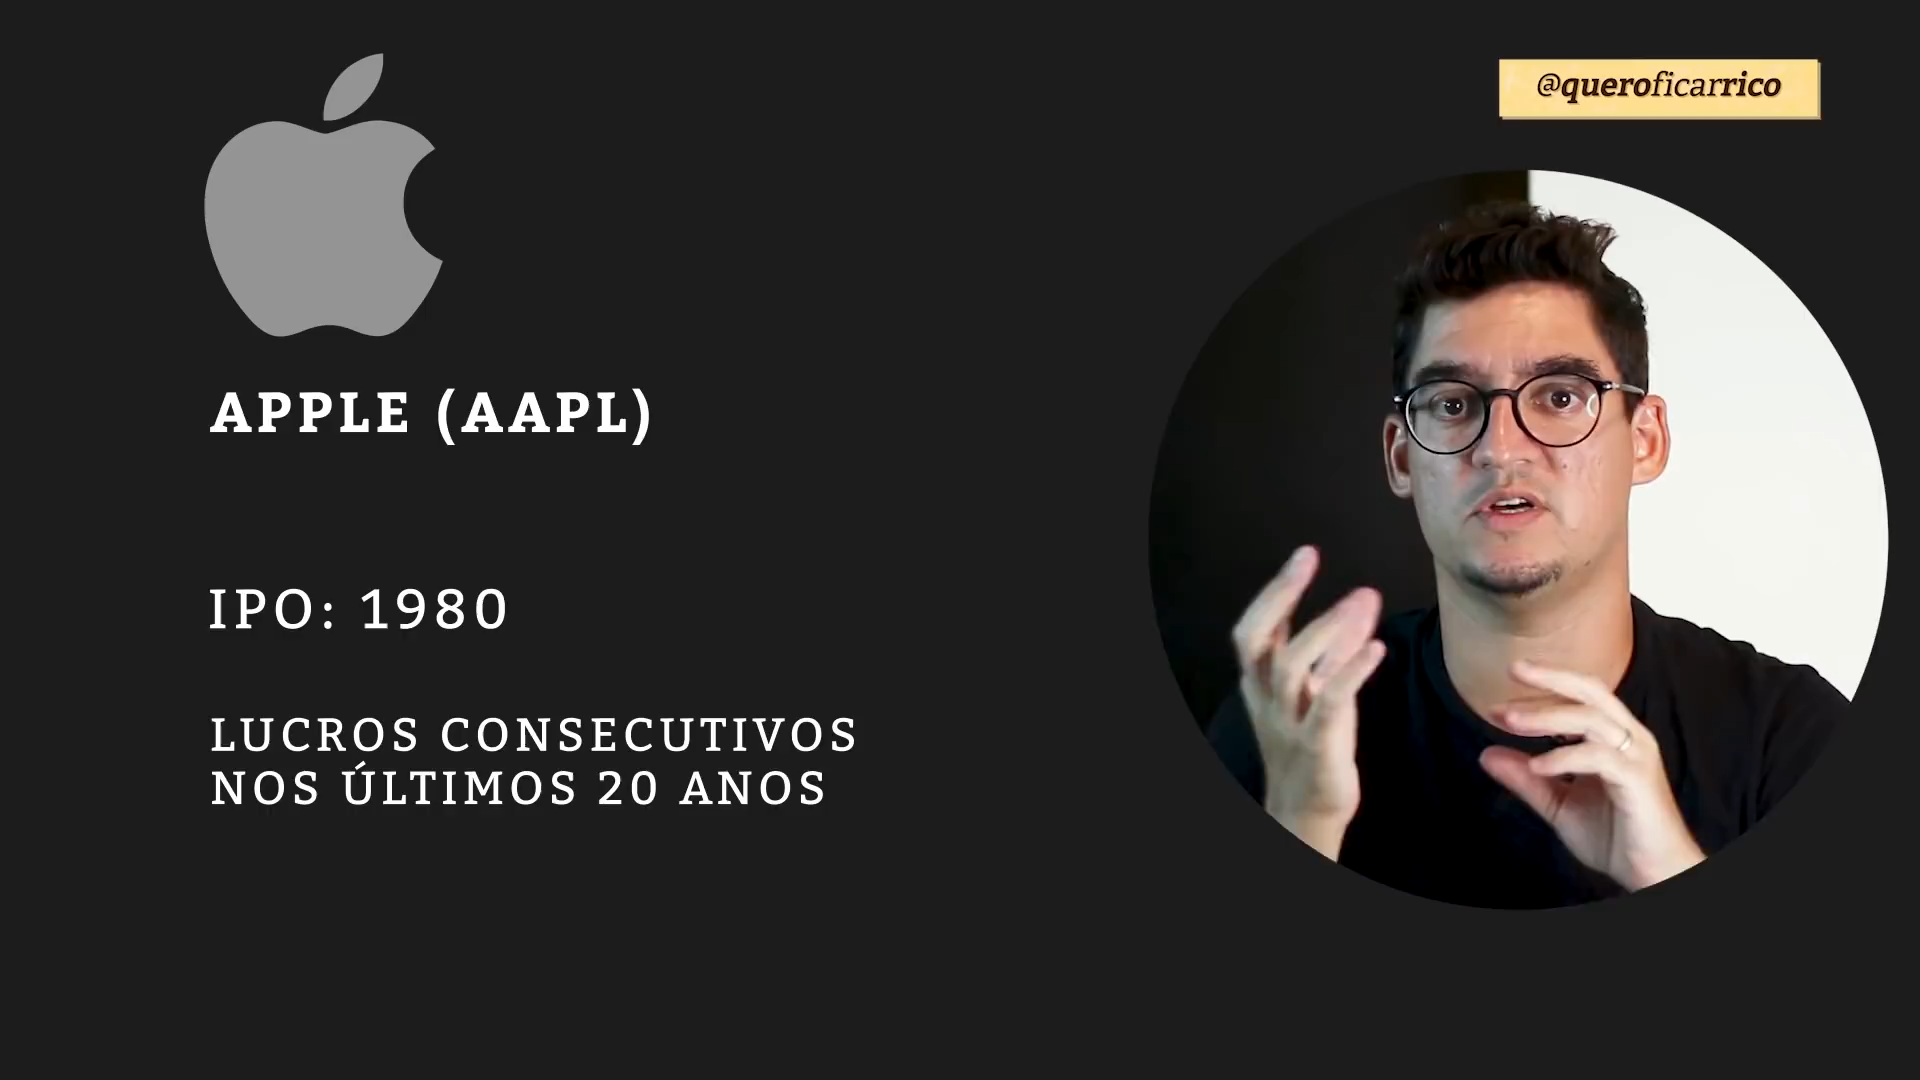 @queroficarrico
APPLE (AAPL)
IPO: 1980
LUCROS CONSECUTIVOS
NOS ÚLTIMOS 20 ANOS